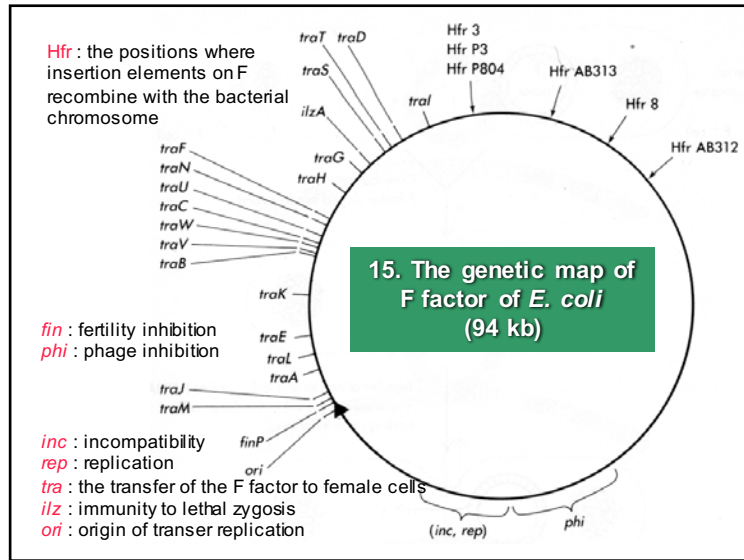 Hfr : the positions where
insertion elements on F
recombine with the bacterial
chromosome
traT traD
traS
ilzA
traI
Hfr 3
Hfr P3
Hfr P804
Hfr AB313
Hfr 8
Hfr AB312
traG
traH
traF
traN
traU
traC
traW
traV
traB
traK
traE
traL
traA
traJ
traM
finP
ori
15. The genetic map of
F factor of E. coli
(94 kb)
fin : fertility inhibition
phi : phage inhibition
inc : incompatibility
rep : replication
tra : the transfer of the F factor to female cells
ilz : immunity to lethal zygosis
ori : origin of transer replication
(inc, rep)
phi